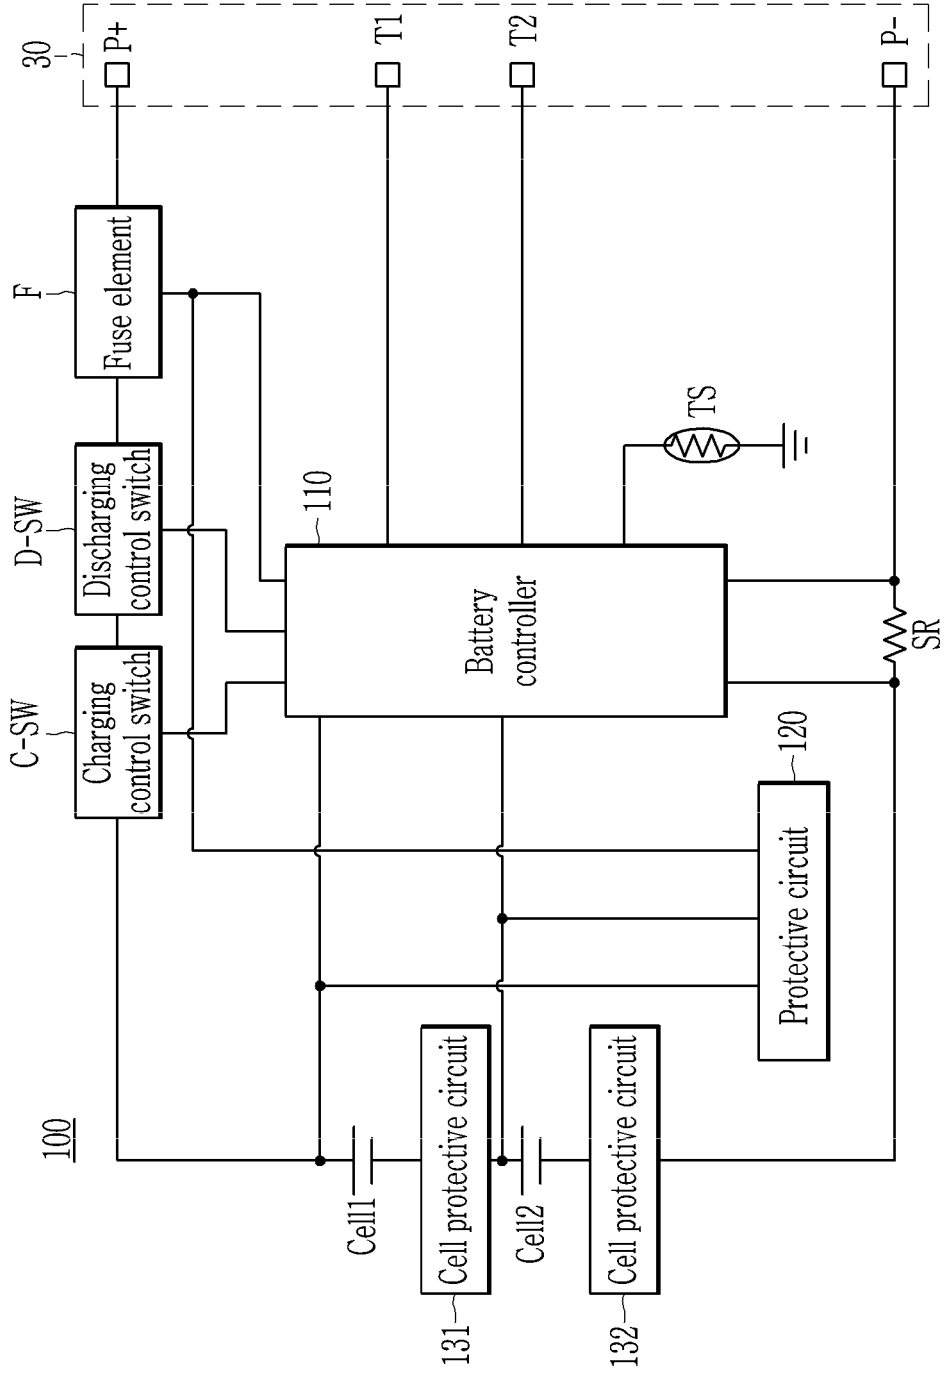 100
C-SW
D-SW
F
30
Charging
control switch
Discharging
control switch
Fuse element
P+
Cell1
131
Cell protective circuit
110
Battery
controller
T1
Cell2
132
Cell protective circuit
T2
TS
120
Protective circuit
SR
P-